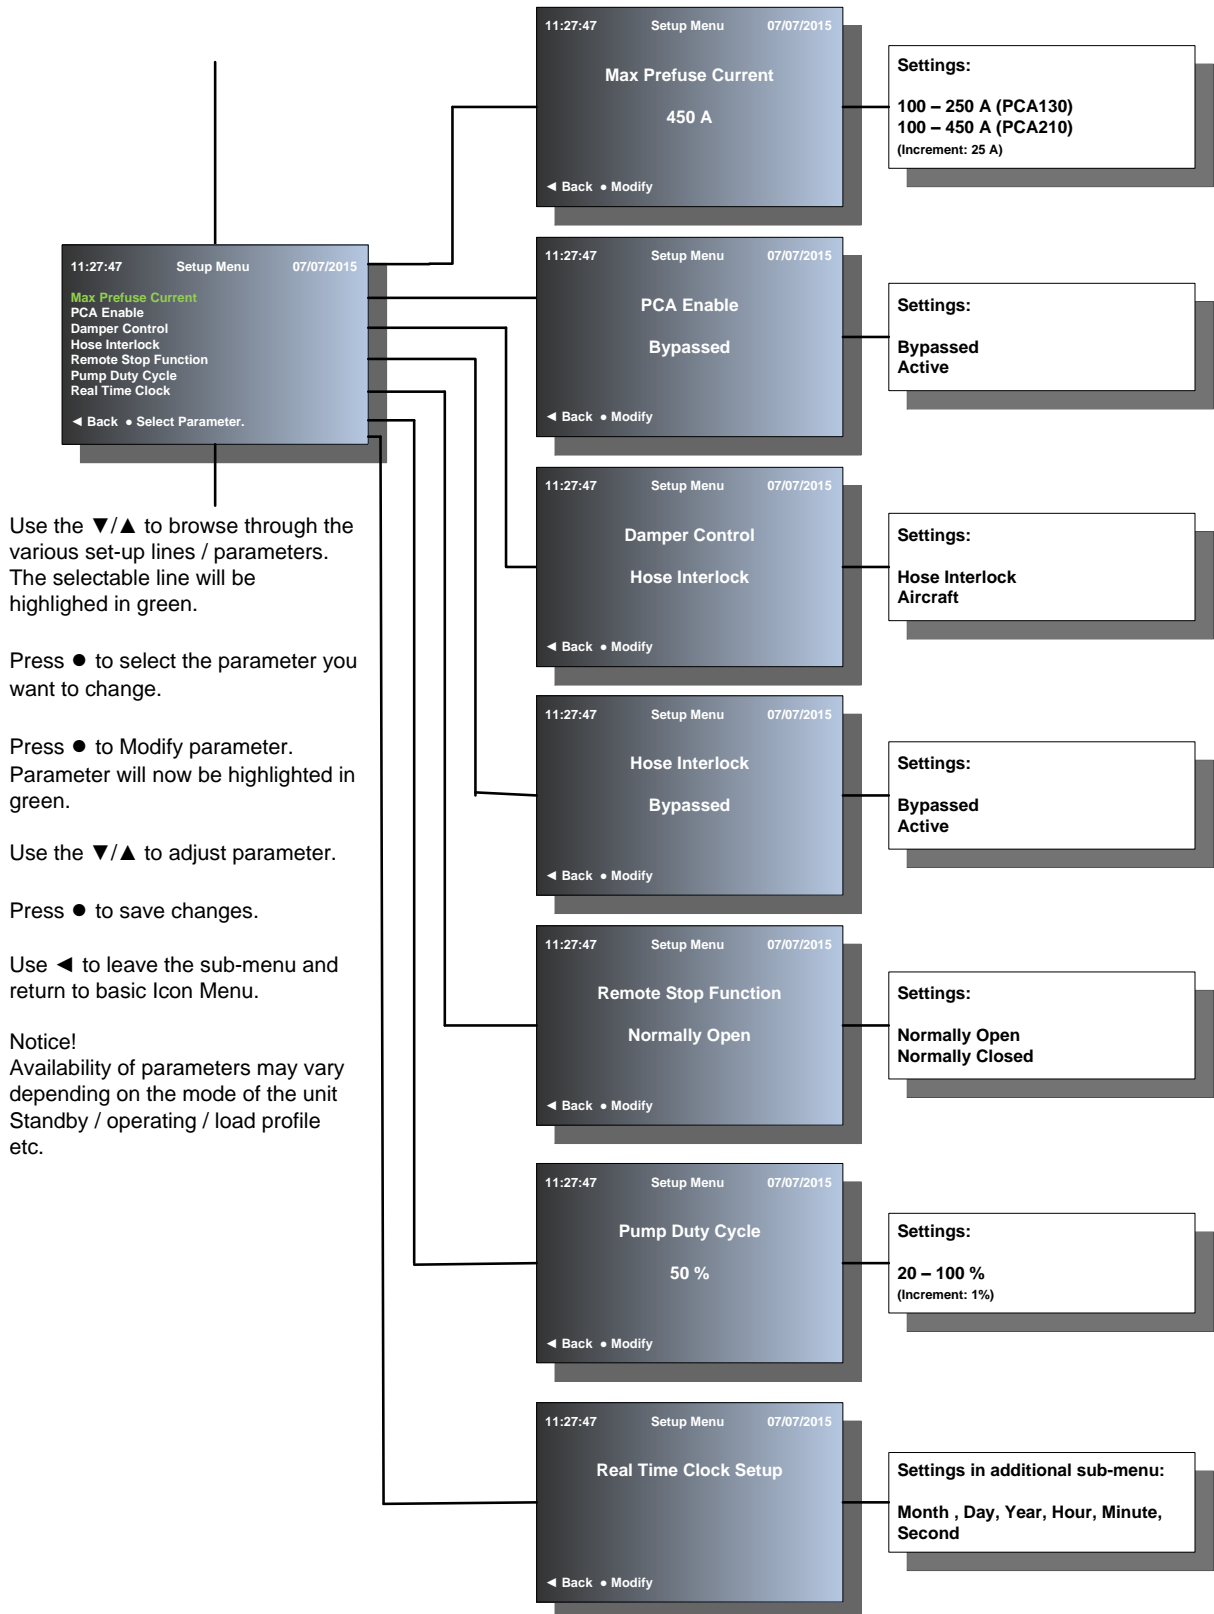 11:27:47 Setup Menu 07/07/2015
Max Prefuse Current
PCA Enable
Damper Control
Hose Interlock
Remote Stop Function
Pump Duty Cycle
Real Time Clock
◄ Back ● Select Parameter.
Use the ▼/▲ to browse through the
various set-up lines / parameters.
The selectable line will be
highlighed in green.
Press ● to select the parameter you
want to change.
Press ● to Modify parameter.
Parameter will now be highlighted in
green.
Use the ▼/▲ to adjust parameter.
Press ● to save changes.
Use ◄ to leave the sub-menu and
return to basic Icon Menu.
Notice!
Availability of parameters may vary
depending on the mode of the unit
Standby / operating / load profile
etc.
11:27:47 Setup Menu 07/07/2015
Max Prefuse Current
450 A
◄ Back ● Modify
Settings:
100 – 250 A (PCA130)
100 – 450 A (PCA210)
(Increment: 25 A)
11:27:47 Setup Menu 07/07/2015
PCA Enable
Bypassed
◄ Back ● Modify
Settings:
Bypassed
Active
11:27:47 Setup Menu 07/07/2015
Damper Control
Hose Interlock
◄ Back ● Modify
Settings:
Hose Interlock
Aircraft
11:27:47 Setup Menu 07/07/2015
Hose Interlock
Bypassed
◄ Back ● Modify
Settings:
Bypassed
Active
11:27:47 Setup Menu 07/07/2015
Remote Stop Function
Normally Open
◄ Back ● Modify
Settings:
Normally Open
Normally Closed
11:27:47 Setup Menu 07/07/2015
Pump Duty Cycle
50 %
◄ Back ● Modify
Settings:
20 – 100 %
(Increment: 1%)
11:27:47 Setup Menu 07/07/2015
Real Time Clock Setup
◄ Back ● Modify
Settings in additional sub-menu:
Month , Day, Year, Hour, Minute,
Second